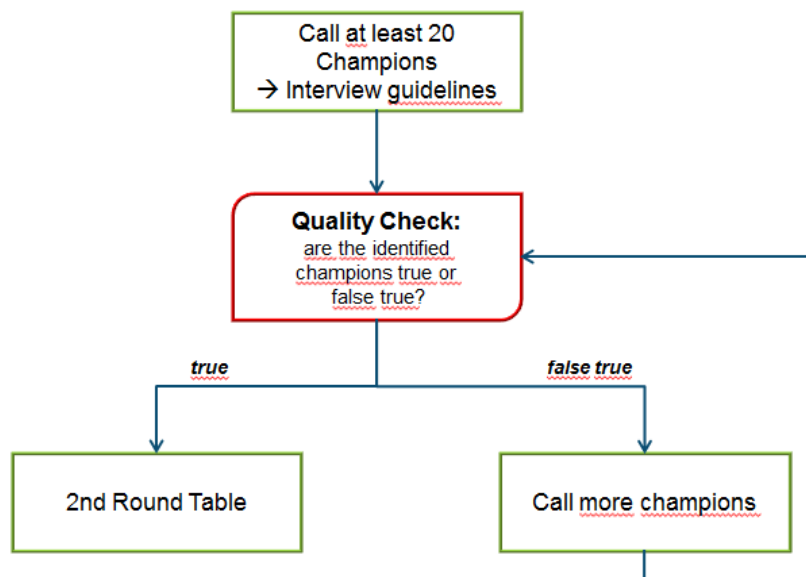 Call at least 20
Champions
→ Interview guidelines
Quality Check:
are the identified
champions true or
false true?
true
false true
2nd Round Table
Call more champions